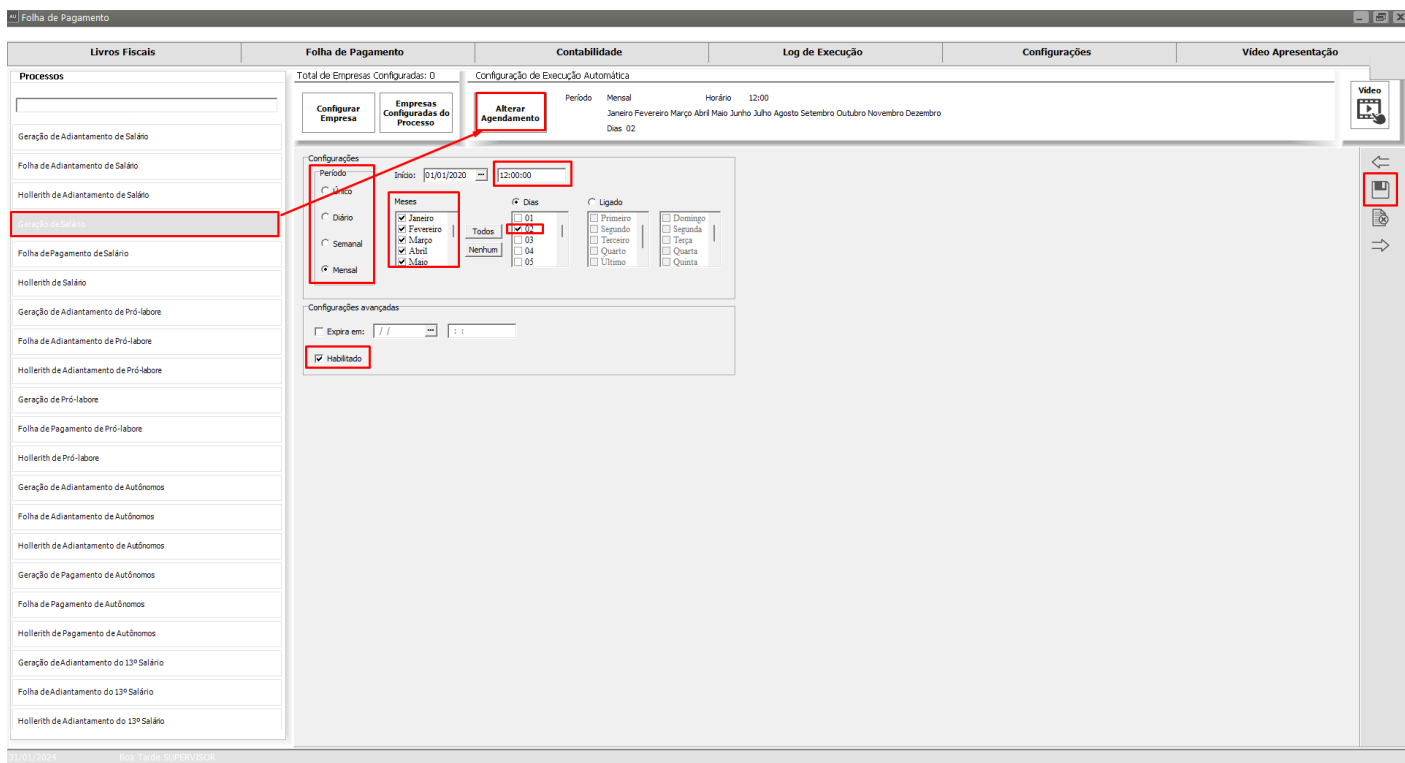 AU Folha de Pagamento
Livros Fiscais
Folha de Pagamento
Contabilidade
Log de Execução
Configurações
Vídeo Apresentação
Processos
Geração de Adiantamento de Salário
Folha de Adiantamento de Salário
Hollerith de Adiantamento de Salário
Geração de Salário
Folha de Pagamento de Salário
Hollerith de Salário
Geração de Adiantamento de Pró-labore
Folha de Adiantamento de Pró-labore
Hollerith de Adiantamento de Pró-labore
Geração de Pró-labore
Folha de Pagamento de Pró-labore
Hollerith de Pró-labore
Geração de Adiantamento de Autônomos
Folha de Adiantamento de Autônomos
Hollerith de Adiantamento de Autônomos
Geração de Pagamento de Autônomos
Folha de Pagamento de Autônomos
Hollerith de Pagamento de Autônomos
Geração de Adiantamento do 13º Salário
Folha de Adiantamento do 13º Salário
Hollerith de Adiantamento do 13º Salário
Total de Empresas Configuradas: 0
Configurar
Empresa
Empresas
Configuradas do
Processo
Configuração de Execução Automática
Alterar
Agendamento
Período Mensal Horário 12:00
Janeiro Fevereiro Março Abril Maio Junho Julho Agosto Setembro Outubro Novembro Dezembro
Dias 02
Vídeo
Configurações
Período
Único
Diário
Semanal
Mensal
Início: 01/01/2020 ... 12:00:00
Meses
Janeiro
Fevereiro
Março
Abril
Maio
Todos
Nenhum
Dias
01
02
03
04
05
Ligado
Primeiro
Segundo
Terceiro
Quarto
Último
Domingo
Segunda
Terça
Quarta
Quinta
Configurações avançadas
Expira em: / / ... : :
Habilitado
31/01/2024 Boa Tarde SUPERVISOR